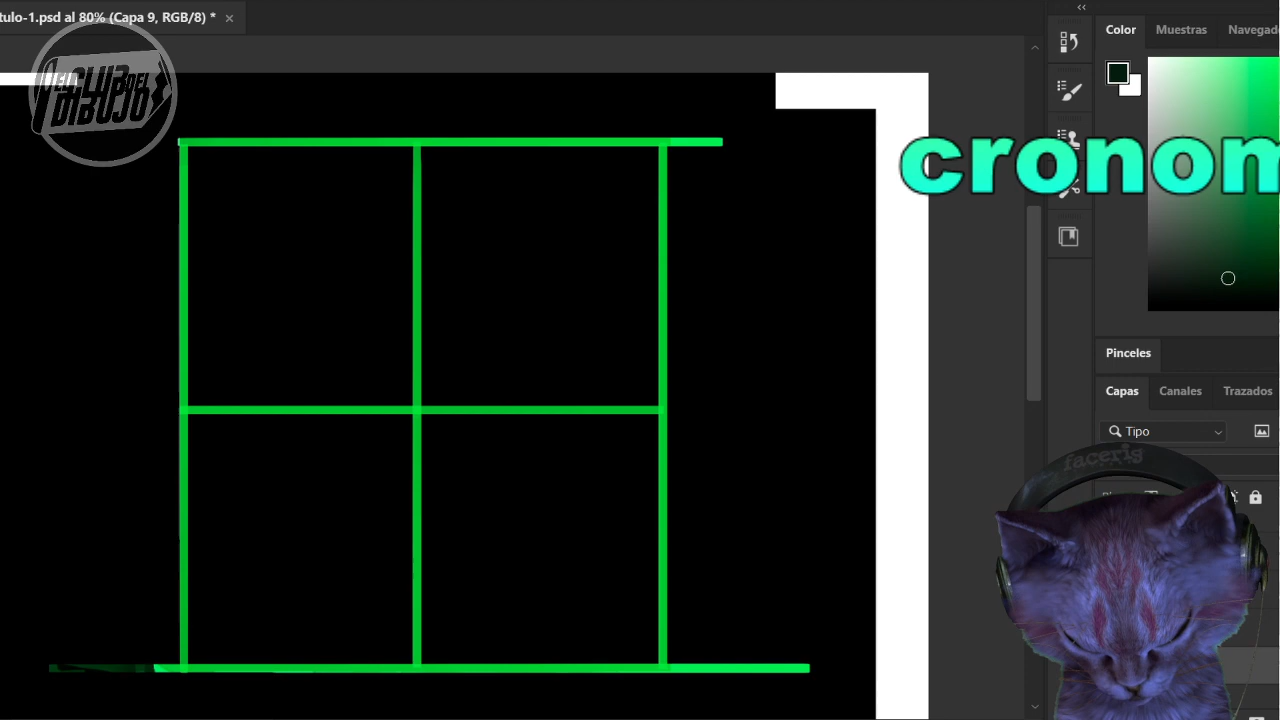 tulo-1.psd al 80% (Capa 9, RGB/8) *
EL CLUB DEL
DIBUJO
Color
Muestras
Navegad
cronom
Pinceles
Capas
Canales
Trazados
Tipo
faceris